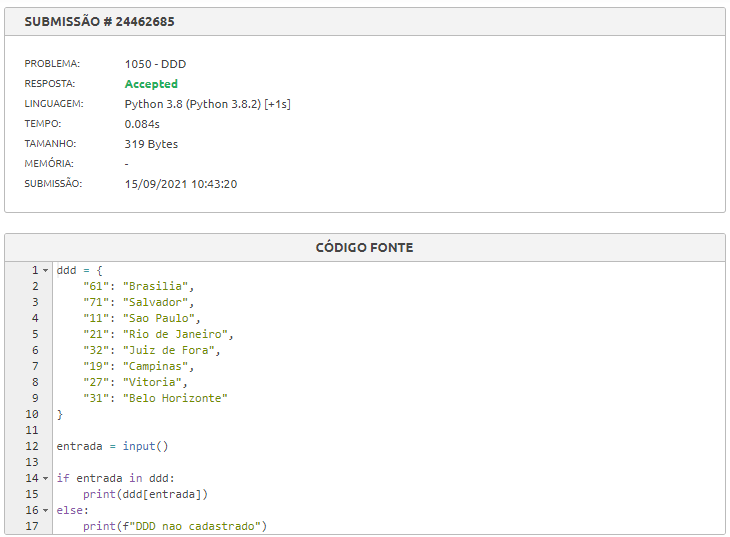 SUBMISSÃO # 24462685
PROBLEMA: 1050 - DDD
RESPOSTA: Accepted
LINGUAGEM: Python 3.8 (Python 3.8.2) [+1s]
TEMPO: 0.084s
TAMANHO: 319 Bytes
MEMÓRIA: -
SUBMISSÃO: 15/09/2021 10:43:20
CÓDIGO FONTE
1 ddd = {
2 "61": "Brasilia",
3 "71": "Salvador",
4 "11": "Sao Paulo",
5 "21": "Rio de Janeiro",
6 "32": "Juiz de Fora",
7 "19": "Campinas",
8 "27": "Vitoria",
9 "31": "Belo Horizonte"
10 }
11
12 entrada = input()
13
14 if entrada in ddd:
15 print(ddd[entrada])
16 else:
17 print(f"DDD nao cadastrado")